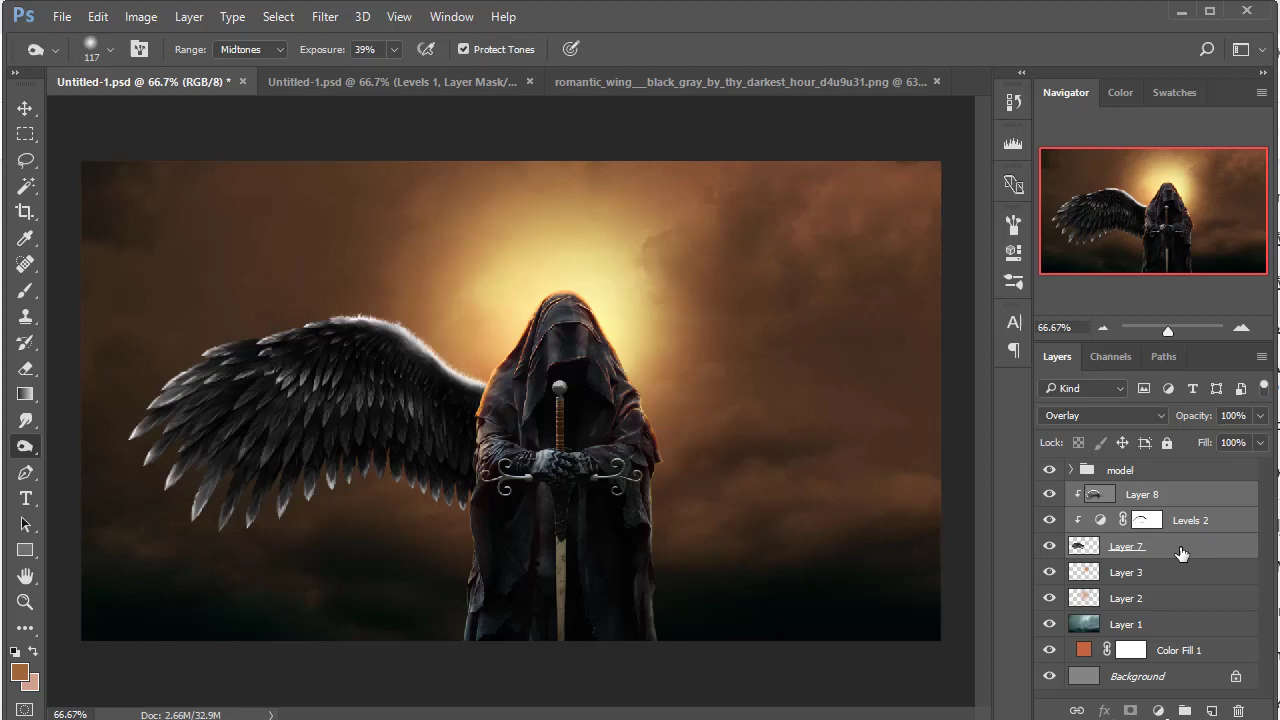 Ps File Edit Image Layer Type Select Filter 3D View Window Help
117 Range: Midtones Exposure: 39% Protect Tones
Untitled-1.psd @ 66.7% (RGB/8) * × Untitled-1.psd @ 66.7% (Levels 1, Layer Mask/... × romantic_wing___black_gray_by_thy_darkest_hour_d4u9u31.png @ 63... ×
Navigator Color Swatches
66.67%
Layers Channels Paths
Kind
Overlay Opacity: 100%
Lock: Fill: 100%
model
Layer 8
Levels 2
Layer 7
Layer 3
Layer 2
Layer 1
Color Fill 1
Background
66.67% Doc: 2.66M/32.9M